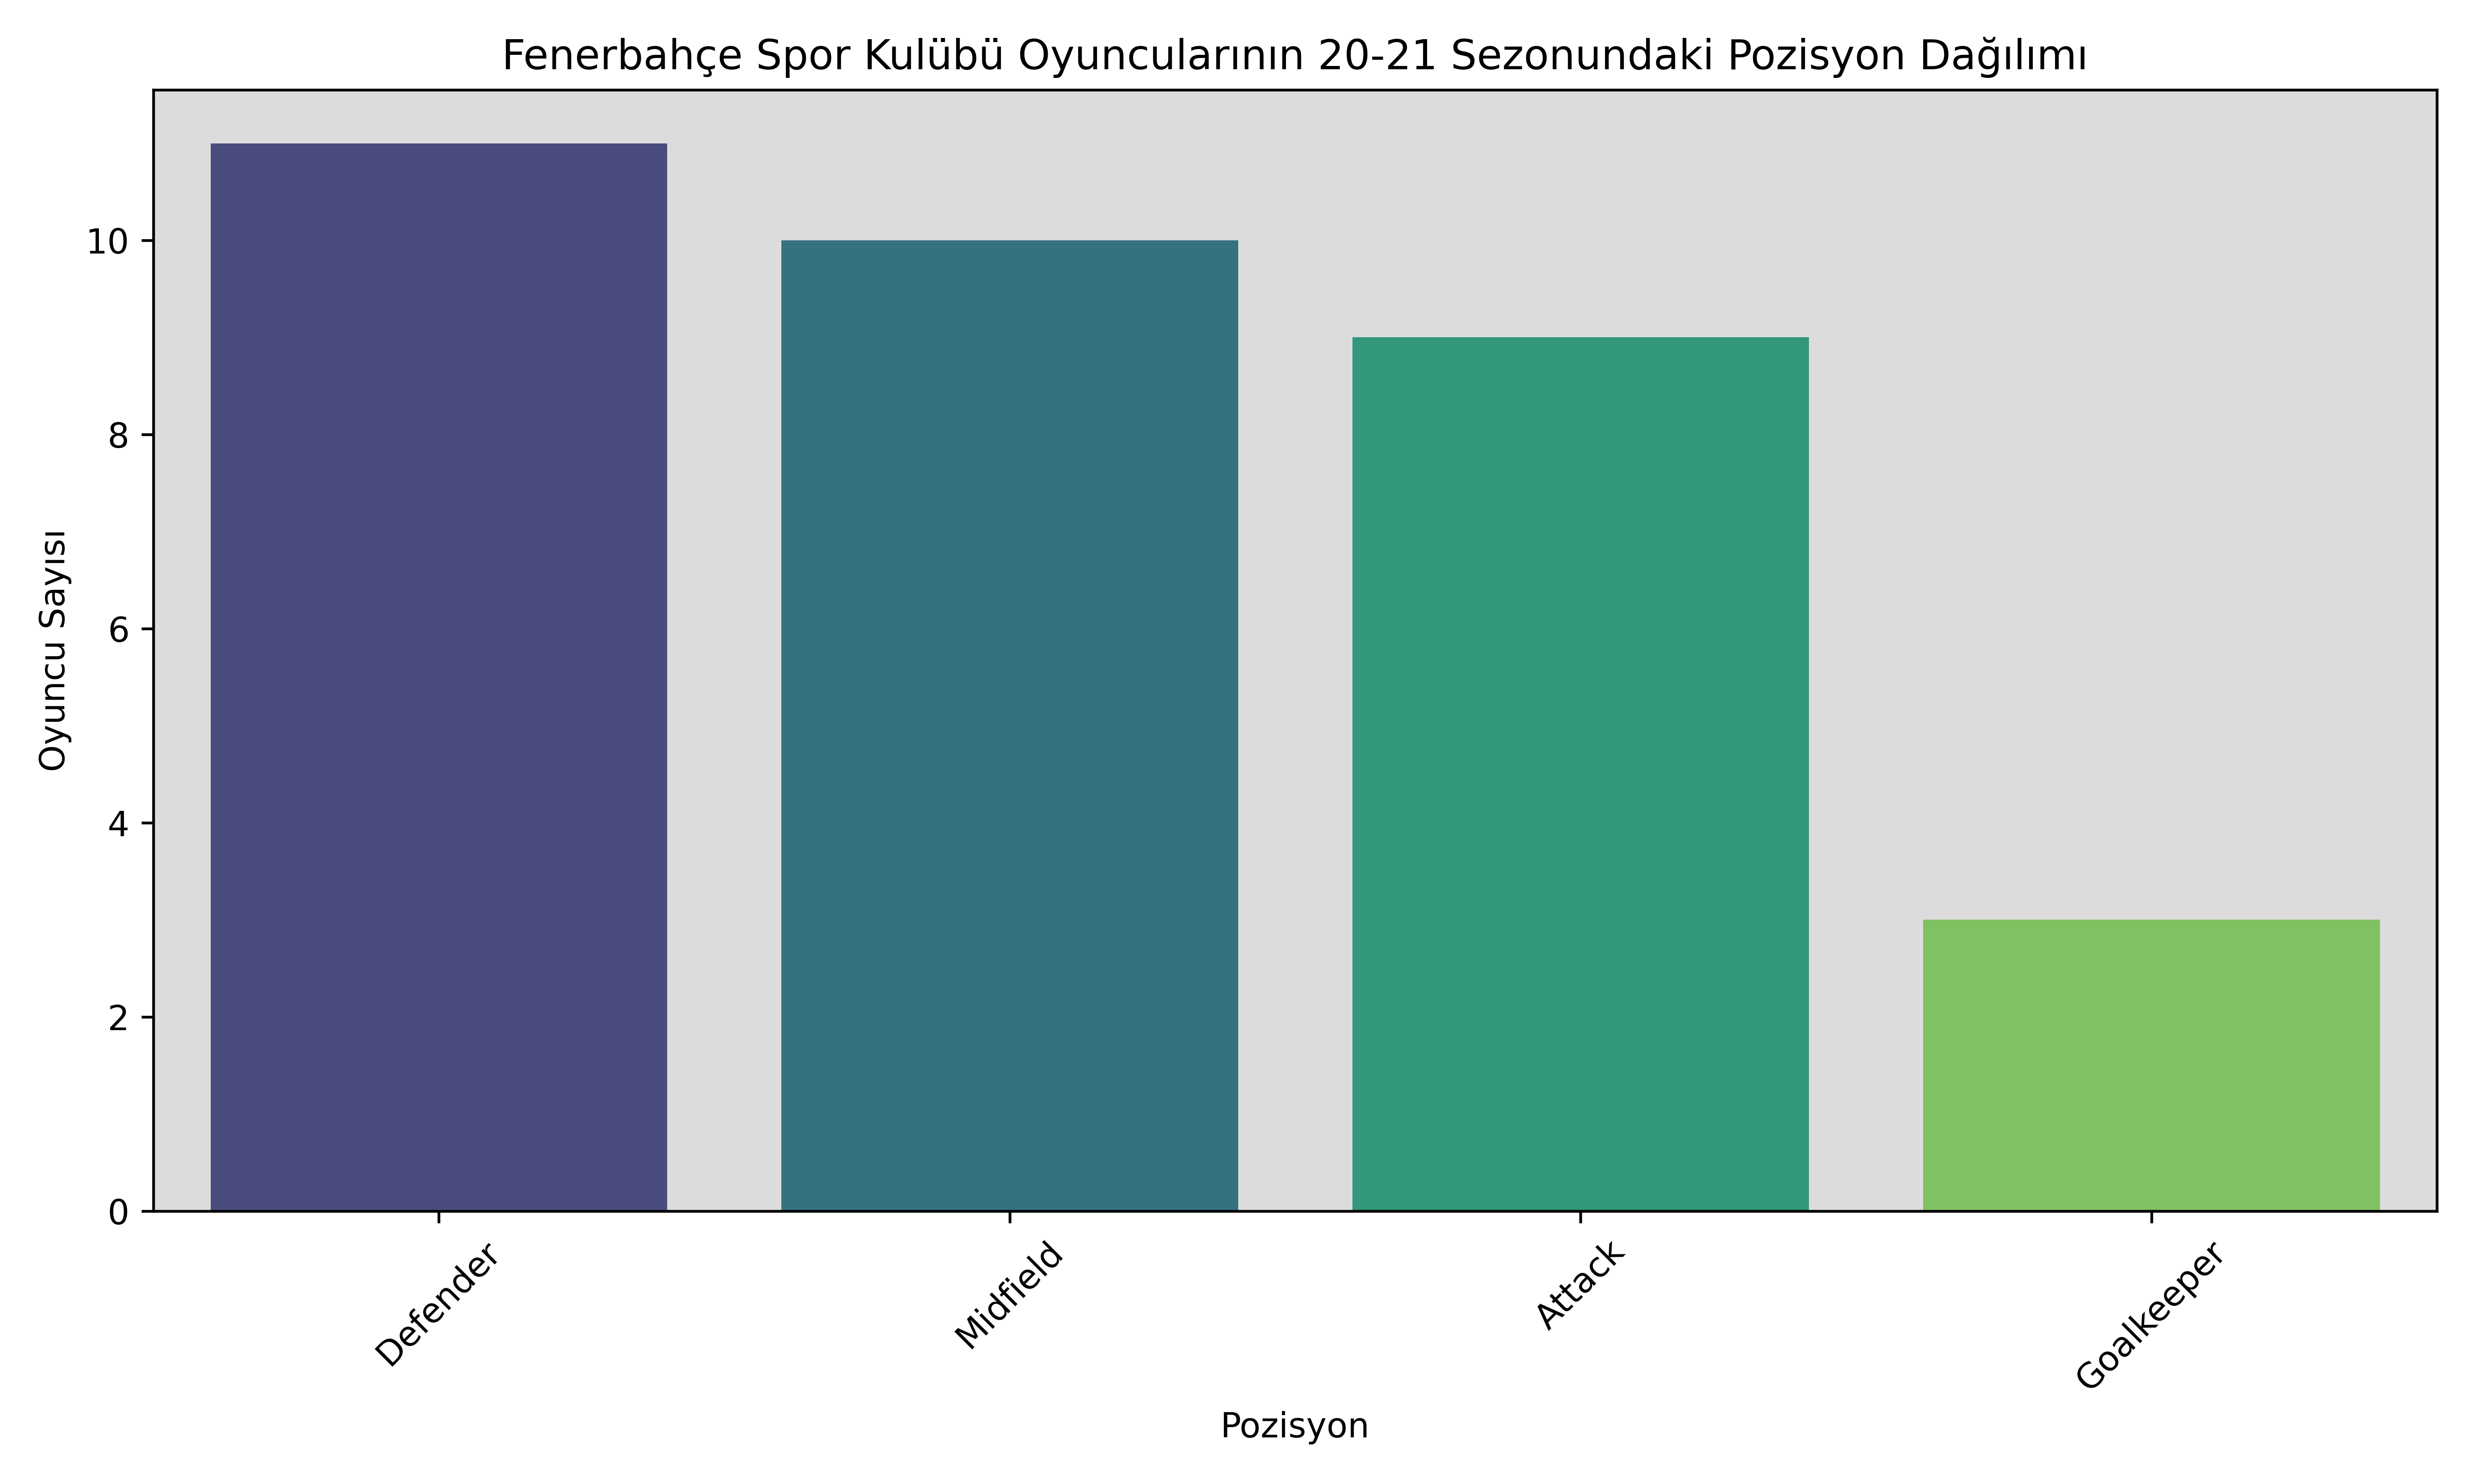 Fenerbahçe Spor Kulübü Oyuncularının 20-21 Sezonundaki Pozisyon Dağılımı
Oyuncu Sayısı
10
8
6
4
2
0
Defender
Midfield
Attack
Goalkeeper
Pozisyon